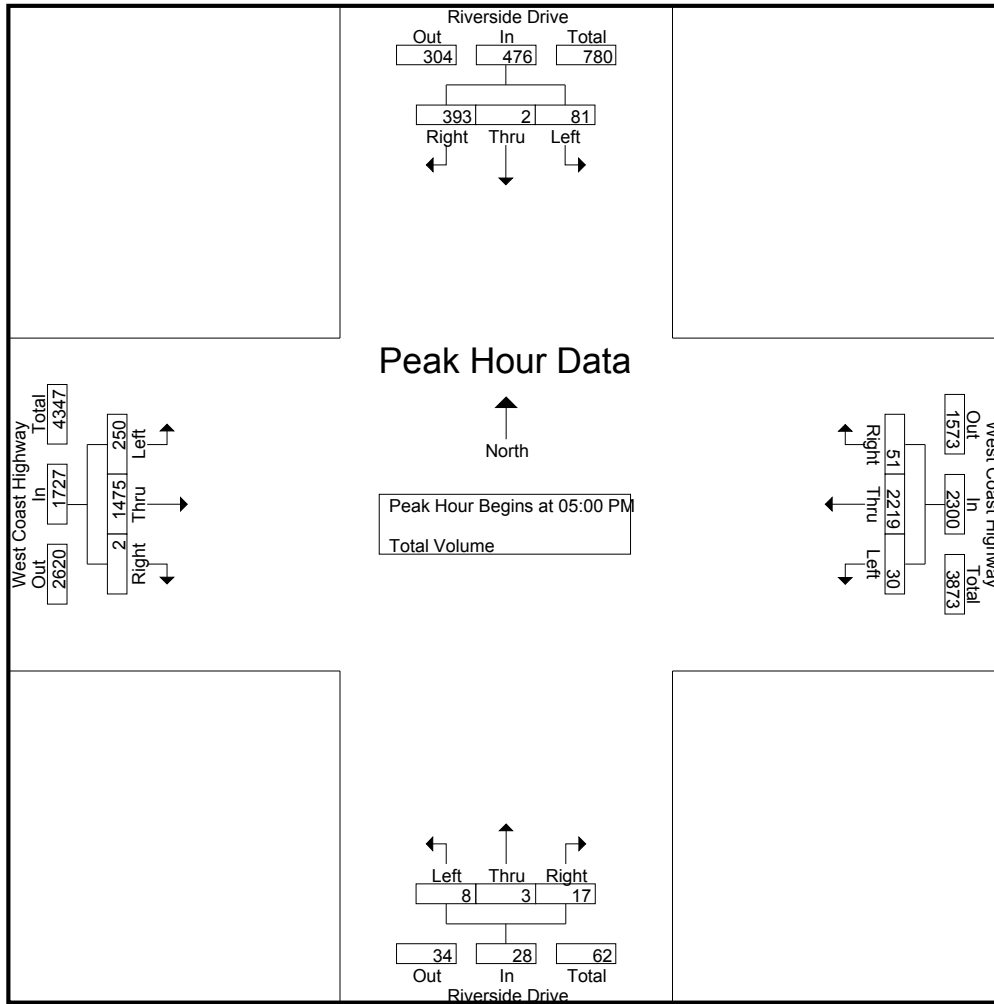 Riverside Drive
Out In Total
304 476 780
393 2 81
Right Thru Left
Peak Hour Data
North
Peak Hour Begins at 05:00 PM
Total Volume
West Coast Highway
Total In Out
4347 1727 2620
250 1475 2
Left Thru Right
West Coast Highway
Out In Total
1573 2300 3873
51 2219 30
Right Thru Left
Left Thru Right
8 3 17
34 28 62
Out In Total
Riverside Drive